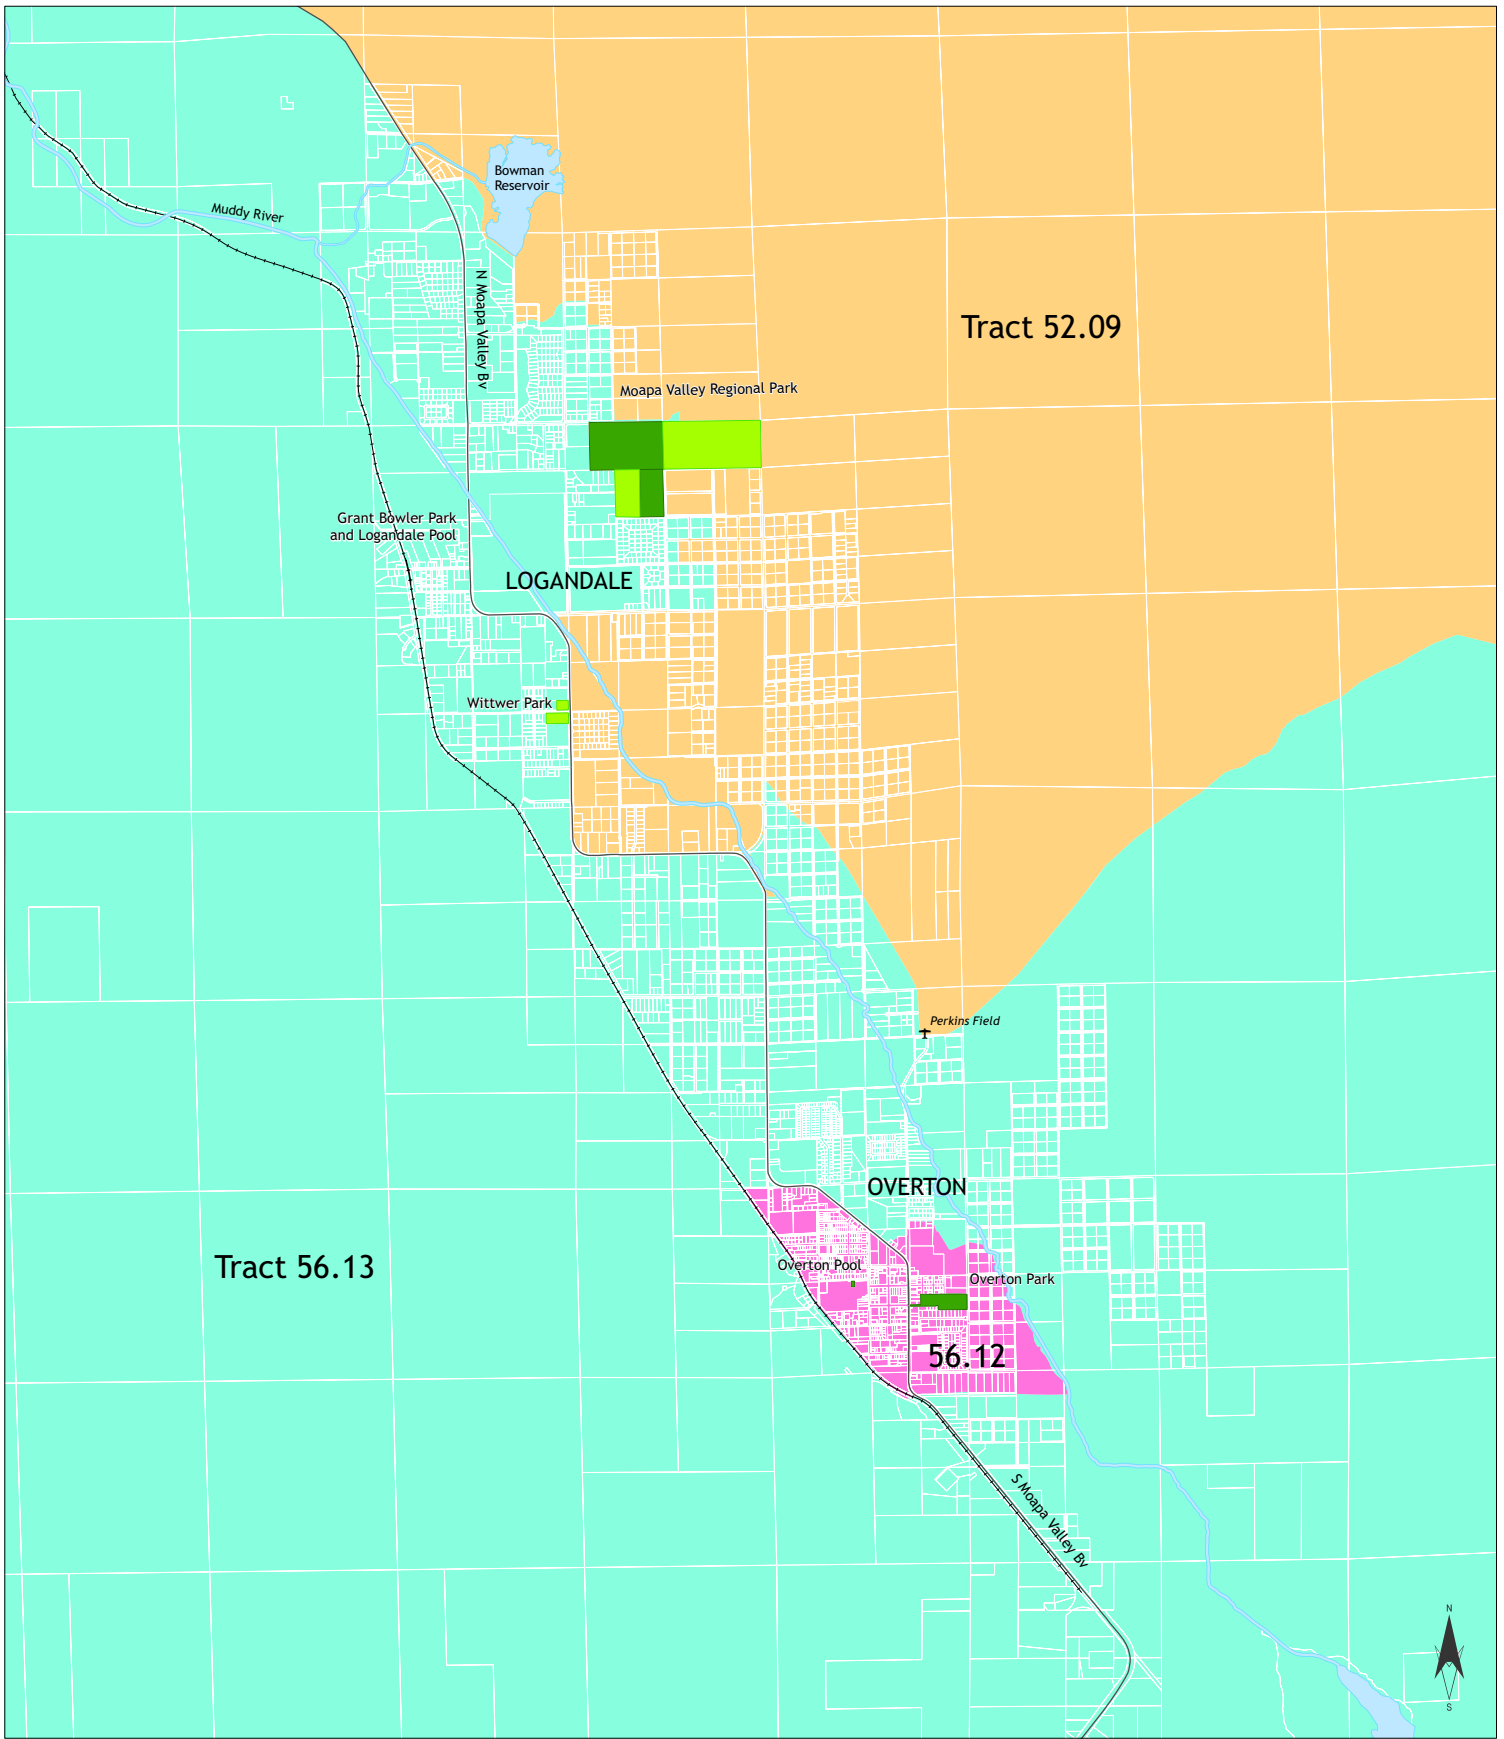 Bowman
Reservoir
Muddy River
N Moapa Valley Bv
Tract 52.09
Moapa Valley Regional Park
Grant Bowler Park
and Logandale Pool
LOGANDALE
Wittwer Park
Perkins Field
OVERTON
Tract 56.13
Overton Pool
Overton Park
56.12
S Moapa Valley Bv
N
S